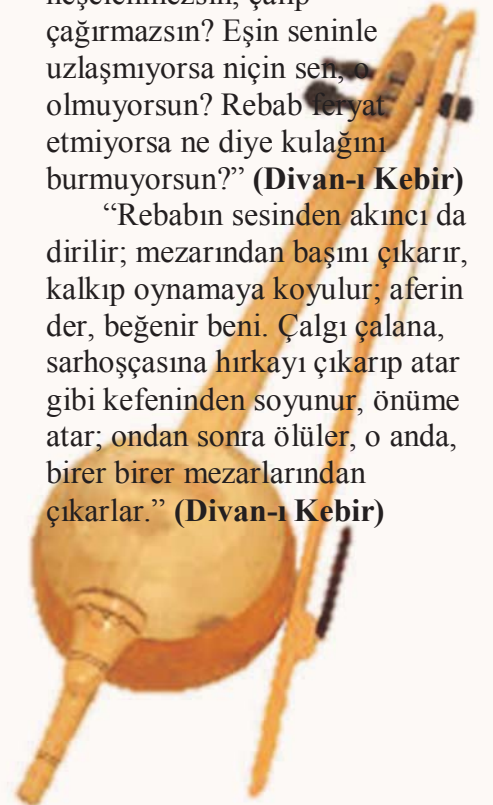 çağırmazsın? Eşin seninle
uzlaşmıyorsa niçin sen, o
olmuyorsun? Rebab feryat
etmiyorsa ne diye kulağını
burmuyorsun?” (Divan-ı Kebir)
“Rebabın sesinden akıncı da
dirilir; mezarından başını çıkarır,
kalkıp oynamaya koyulur; aferin
der, beğenir beni. Çalgı çalana,
sarhoşçasına hırkayı çıkarıp atar
gibi kefeninden soyunur, önüme
atar; ondan sonra ölüler, o anda,
birer birer mezarlarından
çıkarlar.” (Divan-ı Kebir)